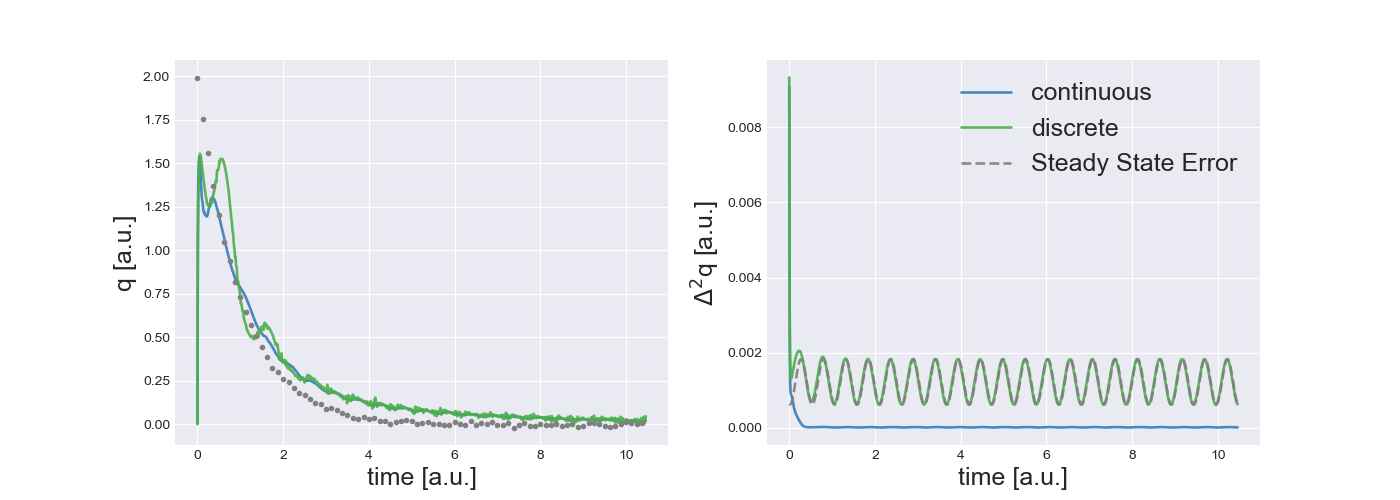 2.00
1.75
1.50
1.25
1.00
0.75
0.50
0.25
0.00
q [a.u.]
0 2 4 6 8 10
time [a.u.]
continuous
discrete
Steady State Error
0.008
0.006
0.004
0.002
0.000
Δ²q [a.u.]
0 2 4 6 8 10
time [a.u.]